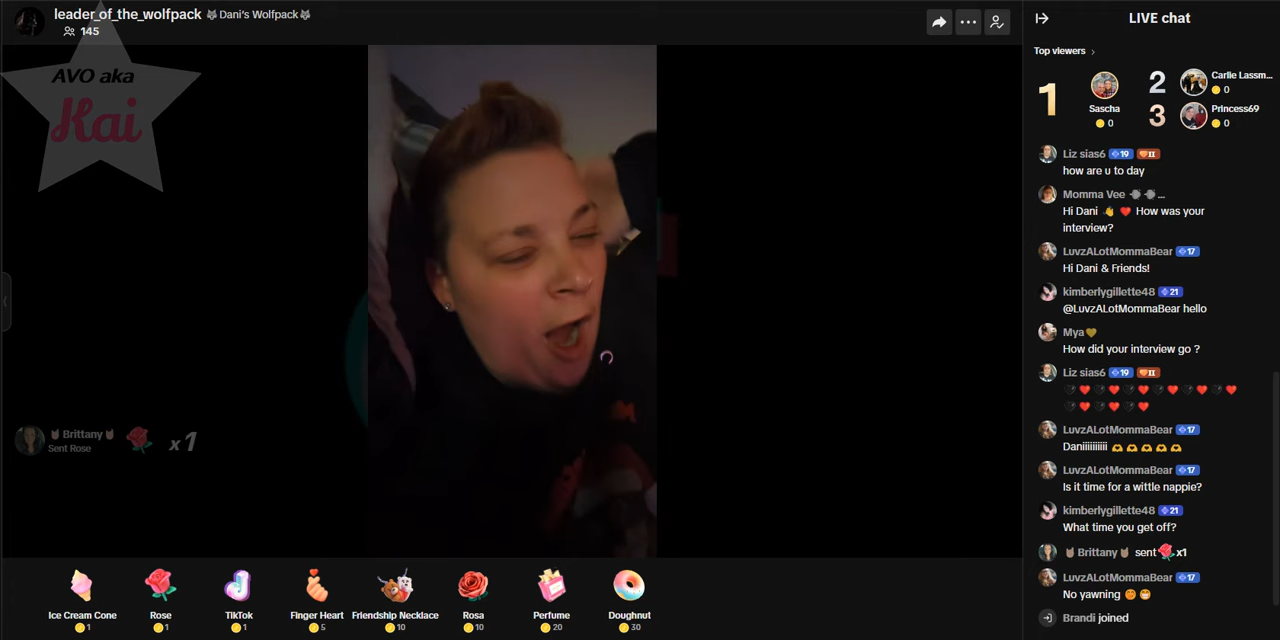 leader_of_the_wolfpack 🐺Dani's Wolfpack🐺
145
AVO aka
Kai
Brittany
Sent Rose
x1
Ice Cream Cone
1
Rose
1
TikTok
1
Finger Heart
5
Friendship Necklace
10
Rosa
10
Perfume
20
Doughnut
30
LIVE chat
Top viewers
1
Sascha
0
2
Carlie Lassm...
0
3
Princess69
0
Liz sias6 19 II
how are u to day
Momma Vee ...
Hi Dani 👋 ❤️ How was your
interview?
LuvzALotMommaBear 17
Hi Dani & Friends!
kimberlygillette48 21
@LuvzALotMommaBear hello
Mya
How did your interview go ?
Liz sias6 19 II
LuvzALotMommaBear 17
Daniiiiiiiiiii 🫶 🫶 🫶 🫶 🫶
LuvzALotMommaBear 17
Is it time for a wittle nappie?
kimberlygillette48 21
What time you get off?
Brittany sent x1
LuvzALotMommaBear 17
No yawning
Brandi joined